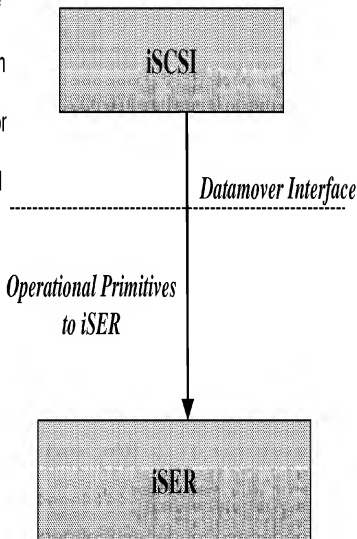 iSCSI
Datamover Interface
Operational Primitives
to iSER
iSER